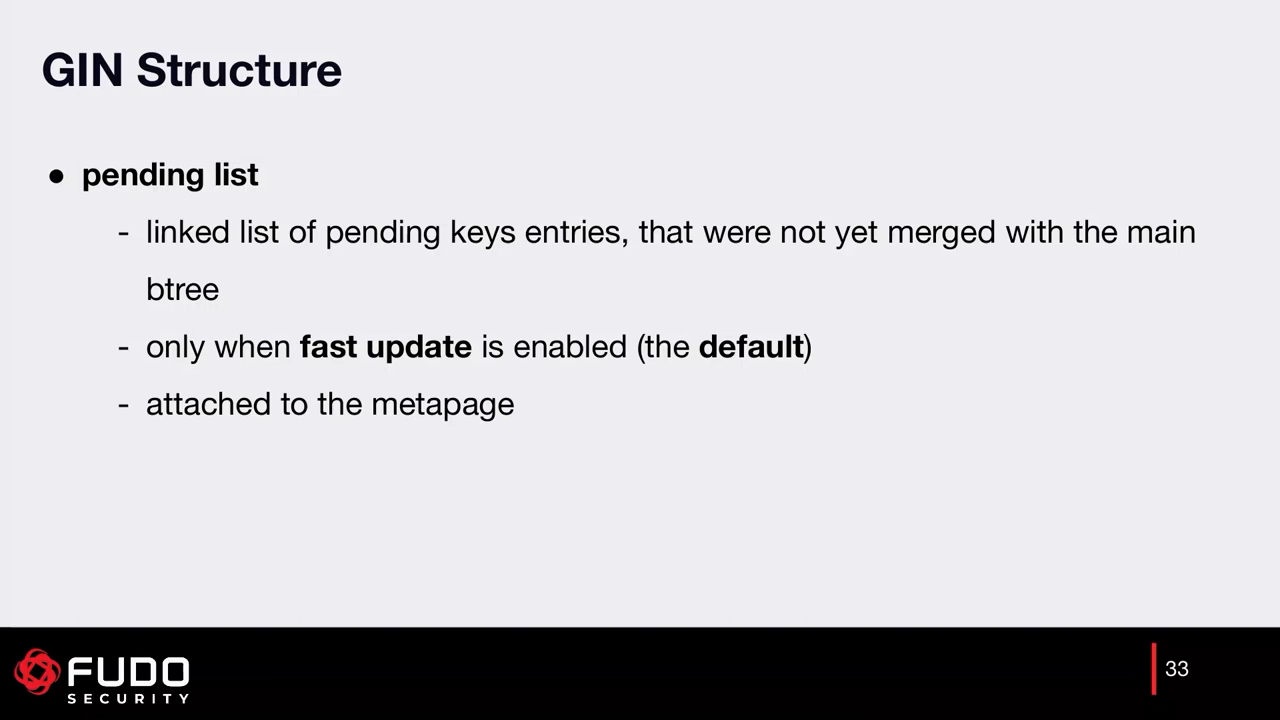 GIN Structure
● pending list
- linked list of pending keys entries, that were not yet merged with the main
btree
- only when fast update is enabled (the default)
- attached to the metapage
FUDO
SECURITY
33